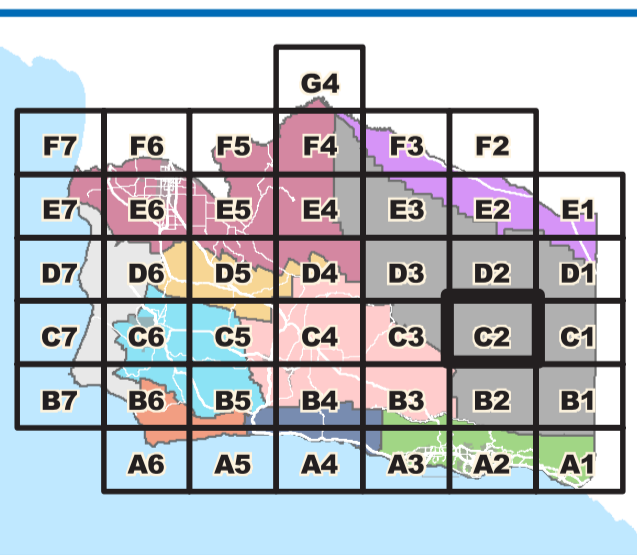 G4
F7 F6 F5 F4 F3 F2
E7 E6 E5 E4 E3 E2 E1
D7 D6 D5 D4 D3 D2 D1
C7 C6 C5 C4 C3 C2 C1
B7 B6 B5 B4 B3 B2 B1
A6 A5 A4 A3 A2 A1